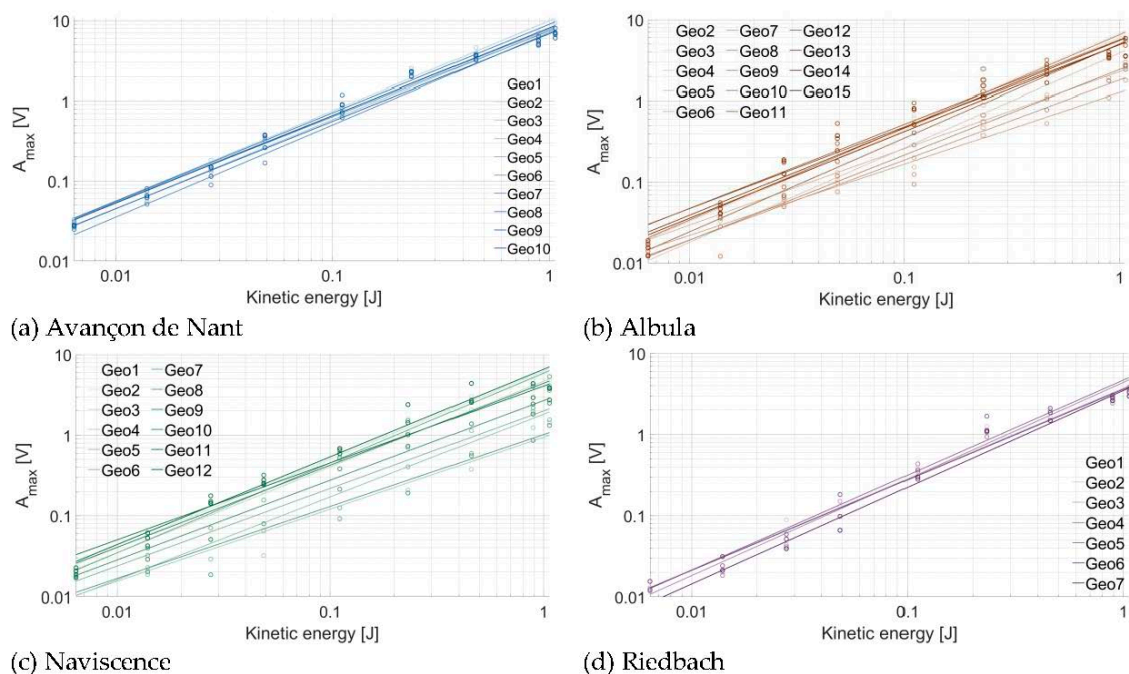 10
1
0.1
0.01
A_max [V]
0.01 0.1 1
Kinetic energy [J]
Geo1
Geo2
Geo3
Geo4
Geo5
Geo6
Geo7
Geo8
Geo9
Geo10
(a) Avançon de Nant
10
1
0.1
0.01
A_max [V]
0.01 0.1 1
Kinetic energy [J]
Geo2 Geo7 Geo12
Geo3 Geo8 Geo13
Geo4 Geo9 Geo14
Geo5 Geo10 Geo15
Geo6 Geo11
(b) Albula
10
1
0.1
0.01
A_max [V]
0.01 0.1 1
Kinetic energy [J]
Geo1 Geo7
Geo2 Geo8
Geo3 Geo9
Geo4 Geo10
Geo5 Geo11
Geo6 Geo12
(c) Naviscence
10
1
0.1
0.01
A_max [V]
0.01 0.1 1
Kinetic energy [J]
Geo1
Geo2
Geo3
Geo4
Geo5
Geo6
Geo7
(d) Riedbach